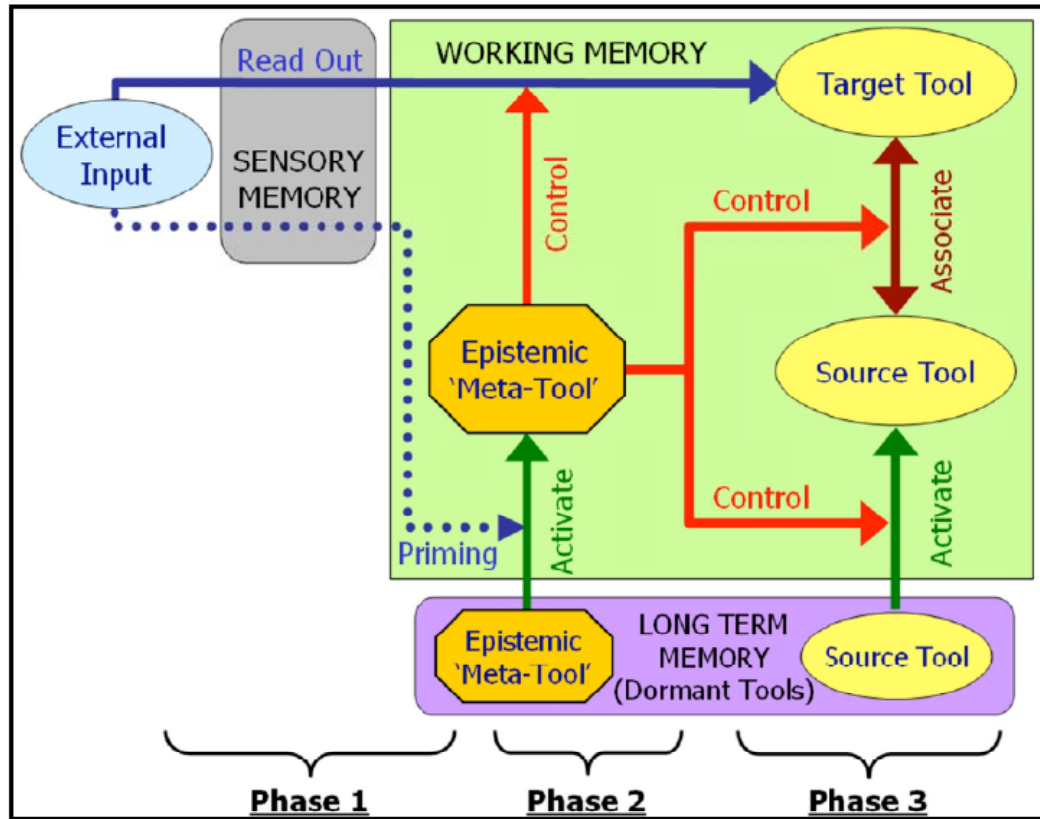 Read Out
WORKING MEMORY
Target Tool
External
Input
SENSORY
MEMORY
Control
Control
Associate
Epistemic
‘Meta-Tool’
Source Tool
Control
Priming
Activate
Activate
Epistemic
‘Meta-Tool’
LONG TERM
MEMORY
(Dormant Tools)
Source Tool
Phase 1
Phase 2
Phase 3